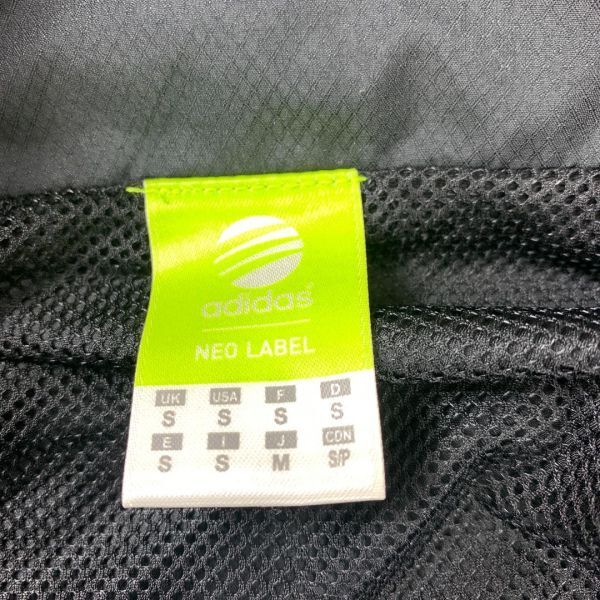 adidas
NEO LABEL
UK USA F D
S S S S
E I J CDN
S S M S/P